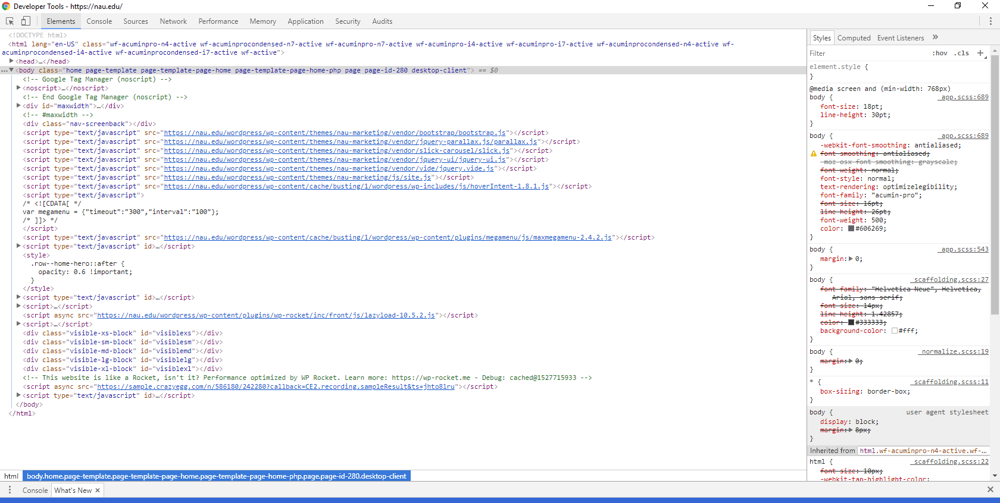 Developer Tools - https://nau.edu/
Elements Console Sources Network Performance Memory Application Security Audits
<!DOCTYPE html>
<html lang="en-US" class="wf-acuminpro-n4-active wf-acuminprocondensed-n7-active wf-acuminpro-n7-active wf-acuminpro-i4-active wf-acuminpro-i7-active wf-acuminprocondensed-n4-active wf-
acuminprocondensed-i4-active wf-acuminprocondensed-i7-active wf-active">
<head>…</head>
<body class="home page-template page-template-page-home page-template-page-home-php page page-id-280 desktop-client"> == $0
<!-- Google Tag Manager (noscript) -->
<noscript>…</noscript>
<!-- End Google Tag Manager (noscript) -->
<div id="maxwidth">…</div>
<!-- #maxwidth -->
<div class="nav-screenback"></div>
<script type="text/javascript" src="https://nau.edu/wordpress/wp-content/themes/nau-marketing/vendor/bootstrap/bootstrap.js"></script>
<script type="text/javascript" src="https://nau.edu/wordpress/wp-content/themes/nau-marketing/vendor/jquery-parallax.js/parallax.js"></script>
<script type="text/javascript" src="https://nau.edu/wordpress/wp-content/themes/nau-marketing/vendor/slick-carousel/slick.js"></script>
<script type="text/javascript" src="https://nau.edu/wordpress/wp-content/themes/nau-marketing/vendor/jquery-ui/jquery-ui.js"></script>
<script type="text/javascript" src="https://nau.edu/wordpress/wp-content/themes/nau-marketing/vendor/vide/jquery.vide.js"></script>
<script type="text/javascript" src="https://nau.edu/wordpress/wp-content/themes/nau-marketing/js/site.js"></script>
<script type="text/javascript" src="https://nau.edu/wordpress/wp-content/cache/busting/1/wordpress/wp-includes/js/hoverIntent-1.8.1.js"></script>
<script type="text/javascript">
/* <![CDATA[ */
var megamenu = {"timeout":"300","interval":"100"};
/* ]]> */
</script>
<script type="text/javascript" src="https://nau.edu/wordpress/wp-content/cache/busting/1/wordpress/wp-content/plugins/megamenu/js/maxmegamenu-2.4.2.js"></script>
<script type="text/javascript" id>…</script>
<style>
.row--home-hero::after {
opacity: 0.6 !important;
}
</style>
<script type="text/javascript" id>…</script>
<script>…</script>
<script async src="https://nau.edu/wordpress/wp-content/plugins/wp-rocket/inc/front/js/lazyload-10.5.2.js"></script>
<script>…</script>
<div class="visible-xs-block" id="visiblexs"></div>
<div class="visible-sm-block" id="visiblesm"></div>
<div class="visible-md-block" id="visiblemd"></div>
<div class="visible-lg-block" id="visiblelg"></div>
<div class="visible-xl-block" id="visiblexl"></div>
<!-- This website is like a Rocket, isn't it? Performance optimized by WP Rocket. Learn more: https://wp-rocket.me - Debug: cached@1527715933 -->
<script async src="https://sample.crazyegg.com/n/586180/242280?callback=CE2.recording.sampleResult&ts=jhto8lru"></script>
<script type="text/javascript" id>…</script>
</body>
</html>
html body.home.page-template.page-template-page-home.page-template-page-home-php.page.page-id-280.desktop-client
Console What's New ×
Styles Computed Event Listeners »
Filter :hov .cls +
element.style {
}
@media screen and (min-width: 768px)
body { _app.scss:689
font-size: 18pt;
line-height: 30pt;
}
body { _app.scss:689
-webkit-font-smoothing: antialiased;
font-smoothing: antialiased;
-moz-osx-font-smoothing: grayscale;
font-weight: normal;
font-style: normal;
text-rendering: optimizelegibility;
font-family: "acumin-pro";
font-size: 16pt;
line-height: 26pt;
font-weight: 500;
color: #606269;
}
body { _app.scss:543
margin: 0;
}
body { _scaffolding.scss:27
font-family: "Helvetica Neue", Helvetica,
Arial, sans-serif;
font-size: 14px;
line-height: 1.42857;
color: #333333;
background-color: #fff;
}
body { _normalize.scss:19
margin: 0;
}
* { _scaffolding.scss:11
box-sizing: border-box;
}
body { user agent stylesheet
display: block;
margin: 8px;
}
Inherited from html.wf-acuminpro-n4-active.wf-…
html { _scaffolding.scss:22
font-size: 10px;
-webkit-tap-highlight-color: